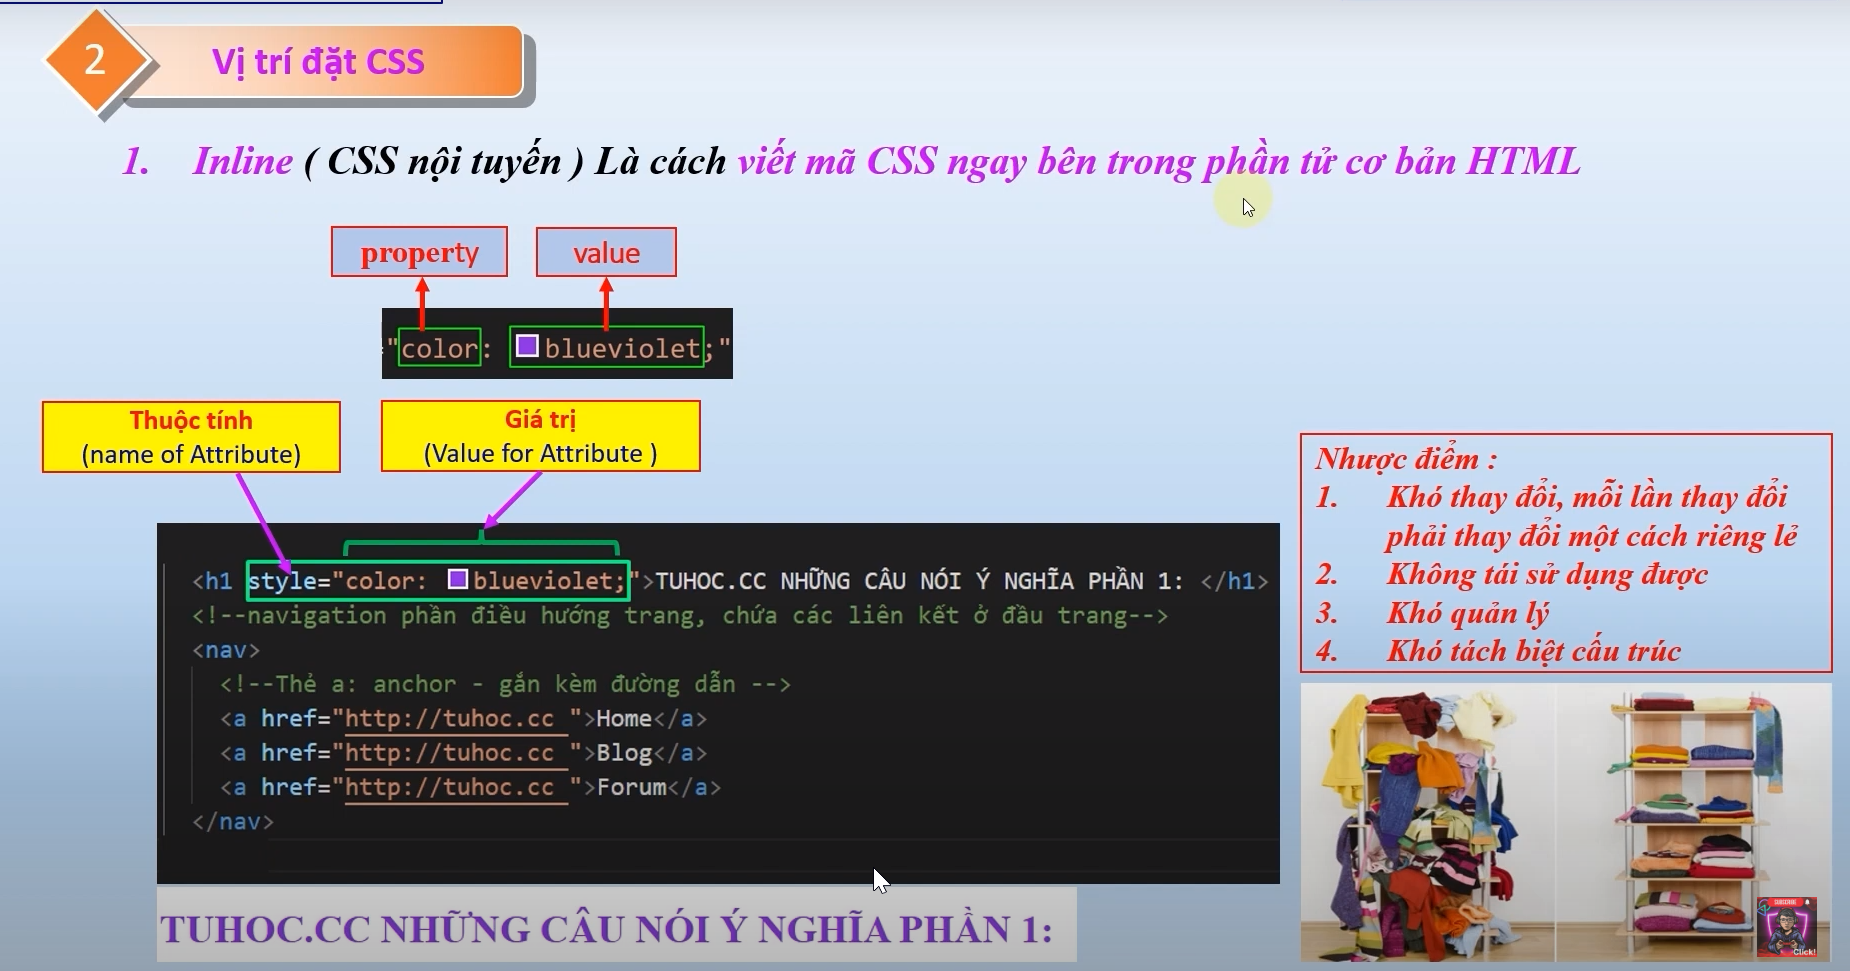 2
Vị trí đặt CSS
1. Inline ( CSS nội tuyến ) Là cách viết mã CSS ngay bên trong phần tử cơ bản HTML
property
value
"color: blueviolet;"
Thuộc tính
(name of Attribute)
Giá trị
(Value for Attribute )
<h1 style="color: blueviolet;">TUHOC.CC NHỮNG CÂU NÓI Ý NGHĨA PHẦN 1: </h1>
<!--navigation phần điều hướng trang, chứa các liên kết ở đầu trang-->
<nav>
<!--Thẻ a: anchor - gắn kèm đường dẫn -->
<a href="http://tuhoc.cc ">Home</a>
<a href="http://tuhoc.cc ">Blog</a>
<a href="http://tuhoc.cc ">Forum</a>
</nav>
TUHOC.CC NHỮNG CÂU NÓI Ý NGHĨA PHẦN 1:
Nhược điểm :
1. Khó thay đổi, mỗi lần thay đổi
phải thay đổi một cách riêng lẻ
2. Không tái sử dụng được
3. Khó quản lý
4. Khó tách biệt cấu trúc
SUBSCRIBE
Click!